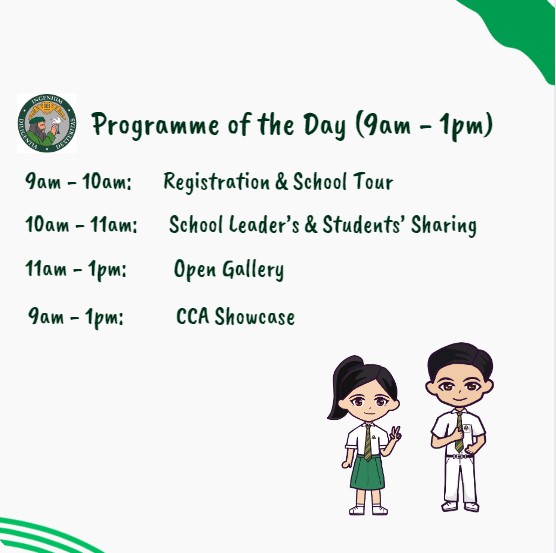 INGENIUM
DILIGENTIA
DEXTERITAS
Programme of the Day (9am - 1pm)
9am - 10am: Registration & School Tour
10am - 11am: School Leader's & Students' Sharing
11am - 1pm: Open Gallery
9am - 1pm: CCA Showcase